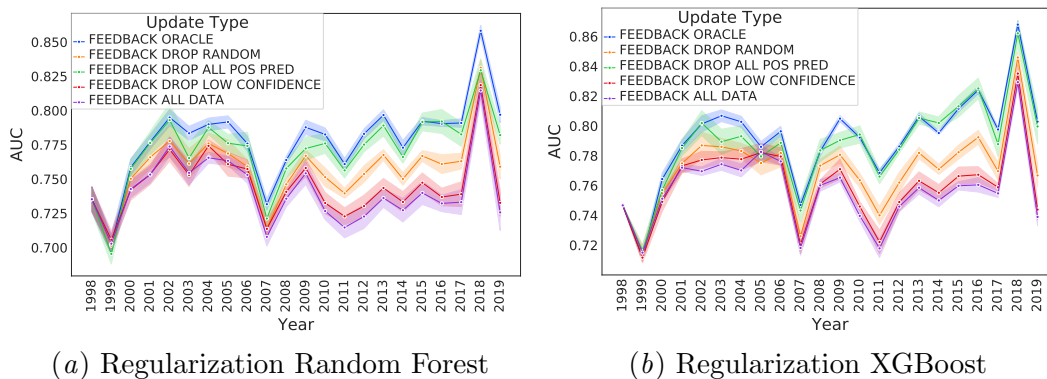 Update Type
FEEDBACK ORACLE
FEEDBACK DROP RANDOM
FEEDBACK DROP ALL POS PRED
FEEDBACK DROP LOW CONFIDENCE
FEEDBACK ALL DATA
AUC
0.850
0.825
0.800
0.775
0.750
0.725
0.700
1998 1999 2000 2001 2002 2003 2004 2005 2006 2007 2008 2009 2010 2011 2012 2013 2014 2015 2016 2017 2018 2019
Year
(a) Regularization Random Forest
Update Type
FEEDBACK ORACLE
FEEDBACK DROP RANDOM
FEEDBACK DROP ALL POS PRED
FEEDBACK DROP LOW CONFIDENCE
FEEDBACK ALL DATA
AUC
0.86
0.84
0.82
0.80
0.78
0.76
0.74
0.72
1998 1999 2000 2001 2002 2003 2004 2005 2006 2007 2008 2009 2010 2011 2012 2013 2014 2015 2016 2017 2018 2019
Year
(b) Regularization XGBoost